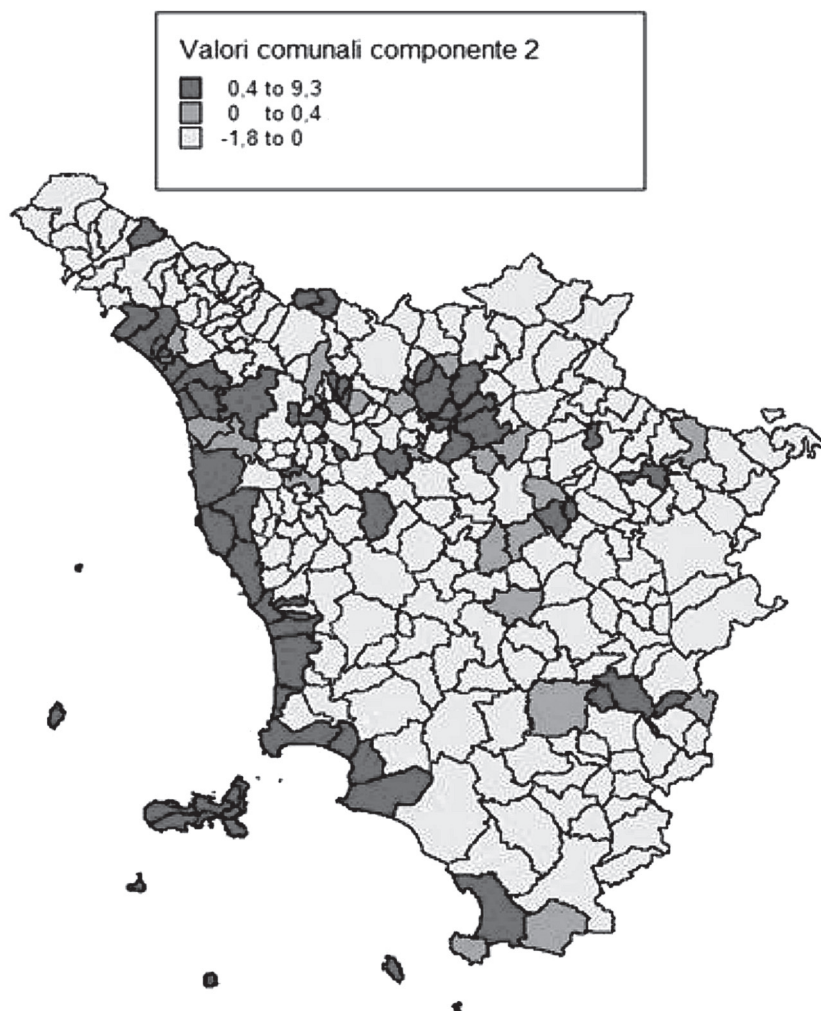 Valori comunali componente 2
0,4 to 9,3
0 to 0,4
-1,8 to 0